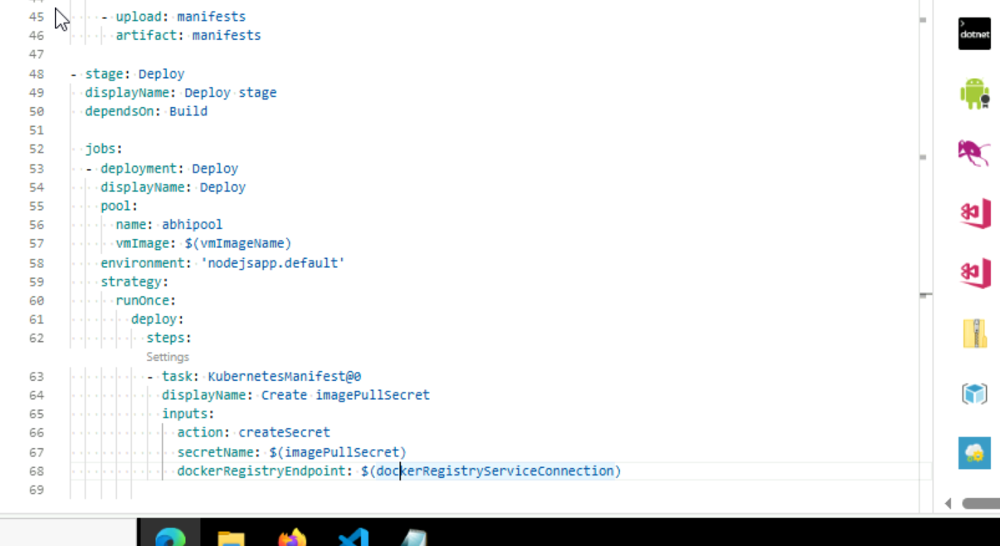 45 - upload: manifests
46 artifact: manifests
47
48 - stage: Deploy
49 displayName: Deploy stage
50 dependsOn: Build
51
52 jobs:
53 - deployment: Deploy
54 displayName: Deploy
55 pool:
56 name: abhipool
57 vmImage: $(vmImageName)
58 environment: 'nodejsapp.default'
59 strategy:
60 runOnce:
61 deploy:
62 steps:
Settings
63 - task: KubernetesManifest@0
64 displayName: Create imagePullSecret
65 inputs:
66 action: createSecret
67 secretName: $(imagePullSecret)
68 dockerRegistryEndpoint: $(dockerRegistryServiceConnection)
69
dotnet